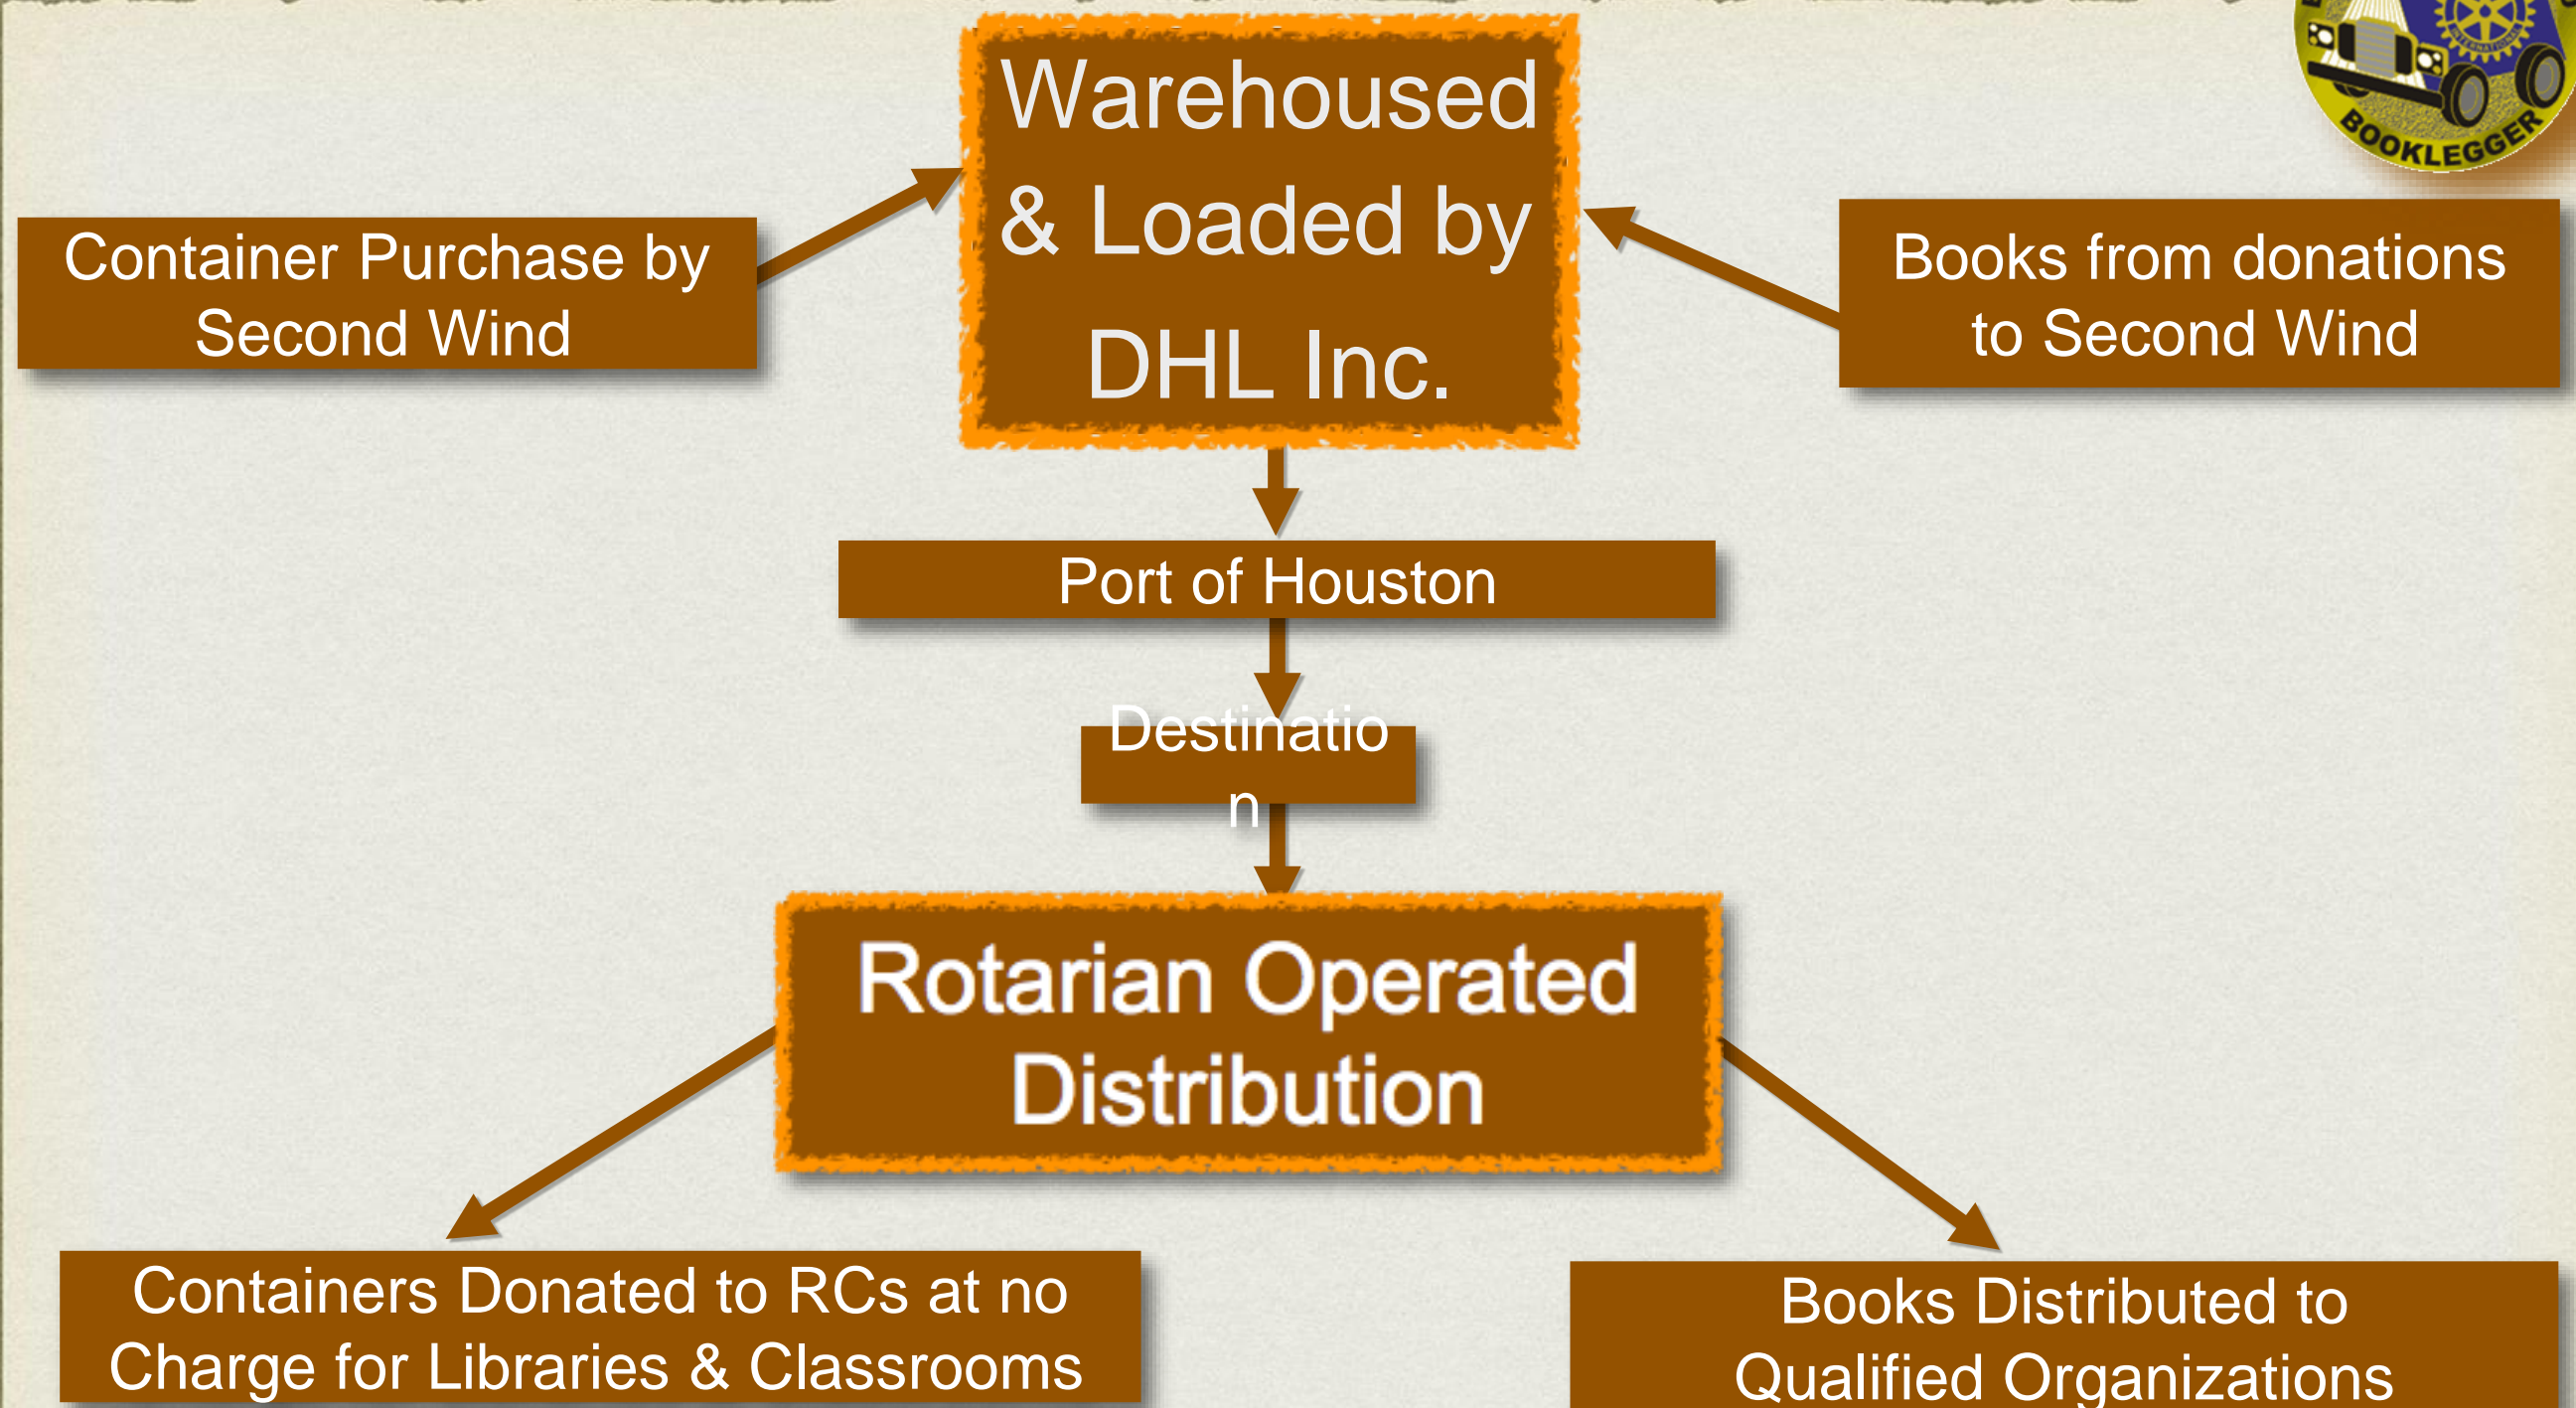 Warehoused
& Loaded by
DHL Inc.
Container Purchase by
Second Wind
Books from donations
to Second Wind
INTERNATIONAL
BOOKLEGGER
Port of Houston
Destinatio
n
Rotarian Operated
Distribution
Containers Donated to RCs at no
Charge for Libraries & Classrooms
Books Distributed to
Qualified Organizations